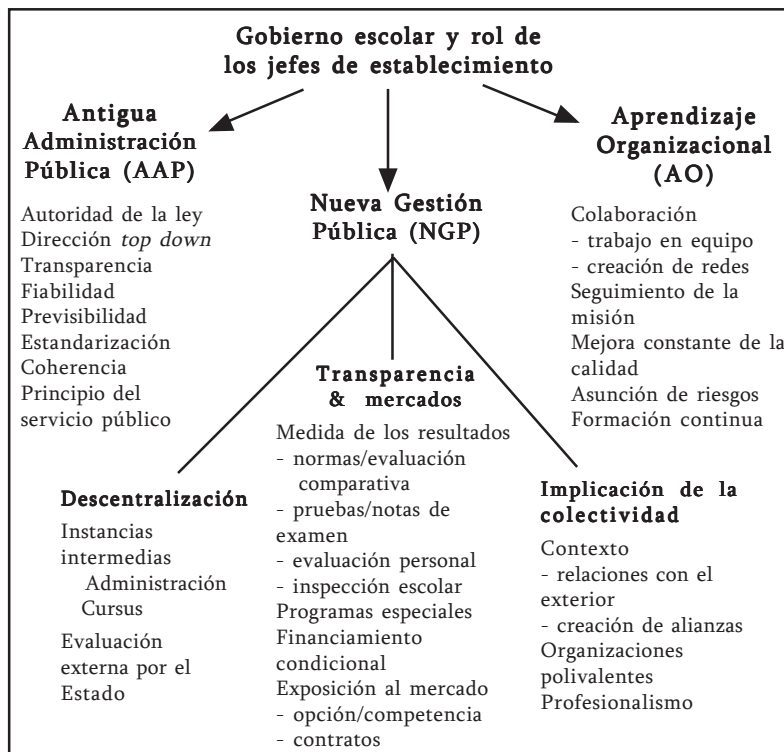 Gobierno escolar y rol de
los jefes de establecimiento
Antigua
Administración
Pública (AAP)
Autoridad de la ley
Dirección top down
Transparencia
Fiabilidad
Previsibilidad
Estandarización
Coherencia
Principio del
servicio público
Nueva Gestión
Pública (NGP)
Aprendizaje
Organizacional
(AO)
Colaboración
- trabajo en equipo
- creación de redes
Seguimiento de la
misión
Mejora constante de la
calidad
Asunción de riesgos
Formación continua
Descentralización
Instancias
intermedias
Administración
Cursus
Evaluación
externa por el
Estado
Transparencia
& mercados
Medida de los resultados
- normas/evaluación
comparativa
- pruebas/notas de
examen
- evaluación personal
- inspección escolar
Programas especiales
Financiamiento
condicional
Exposición al mercado
- opción/competencia
- contratos
Implicación de la
colectividad
Contexto
- relaciones con el
exterior
- creación de alianzas
Organizaciones
polivalentes
Profesionalismo